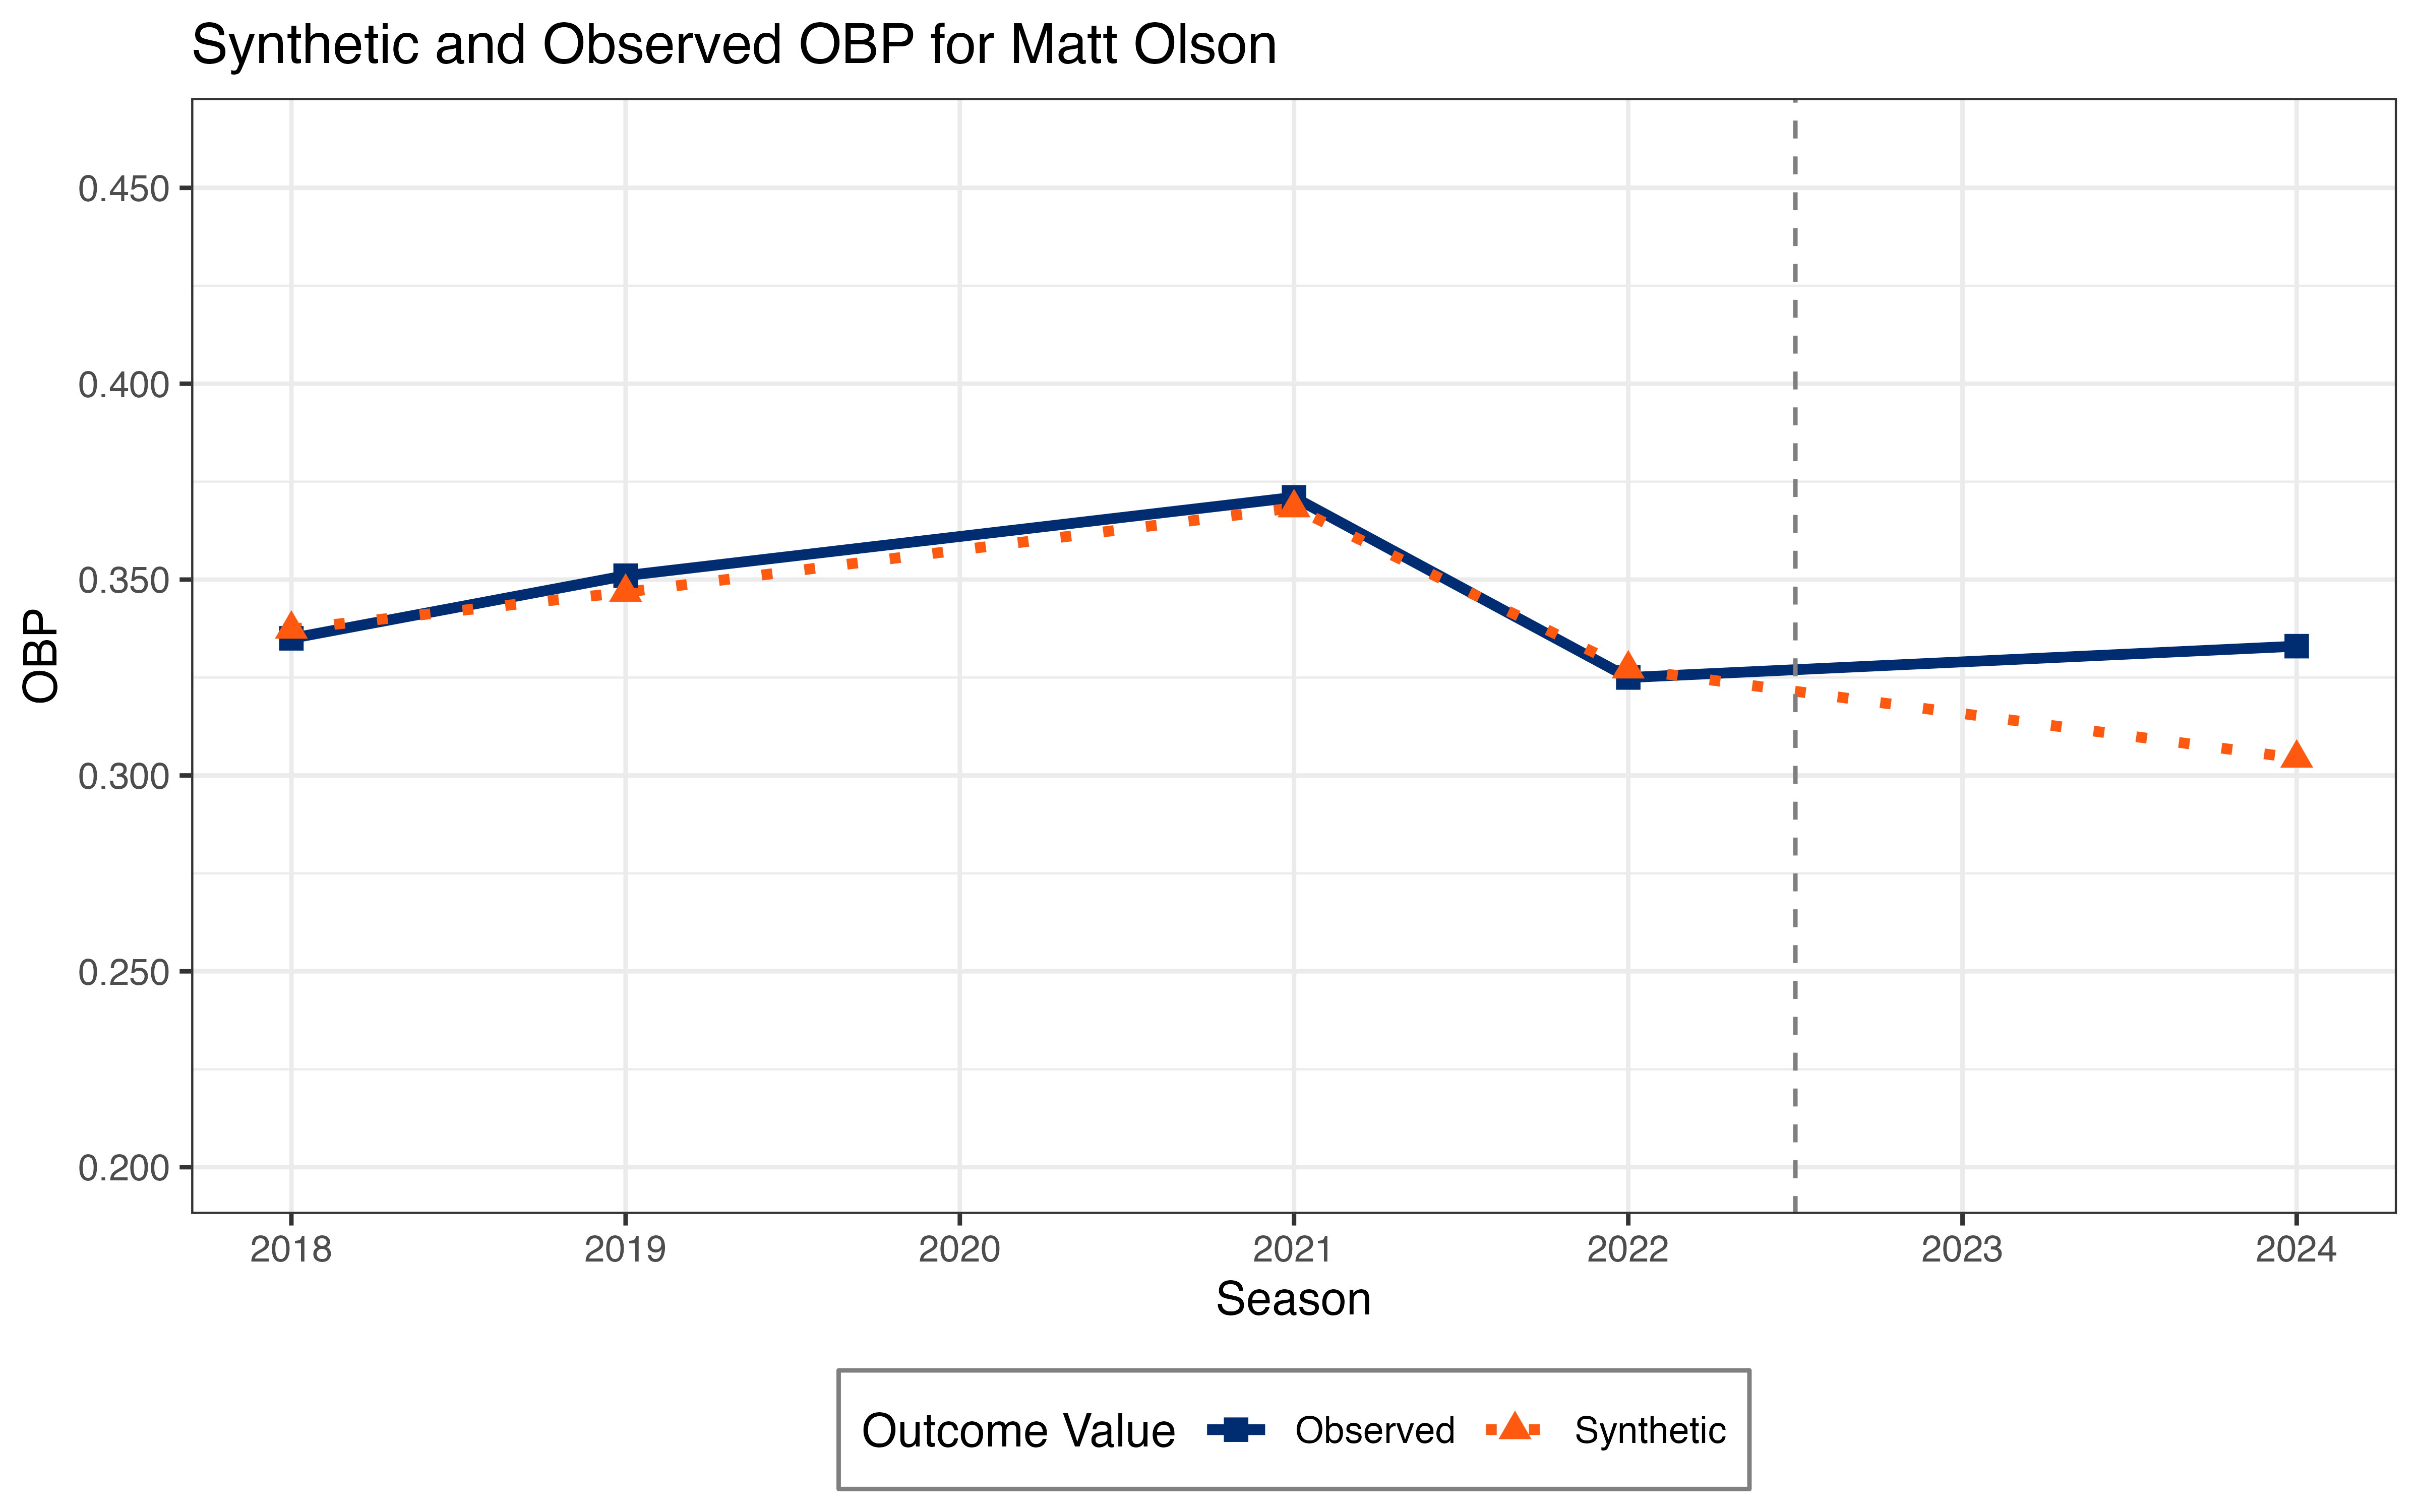 Synthetic and Observed OBP for Matt Olson
0.450
0.400
0.350
0.300
0.250
0.200
OBP
2018 2019 2020 2021 2022 2023 2024
Season
Outcome Value Observed Synthetic